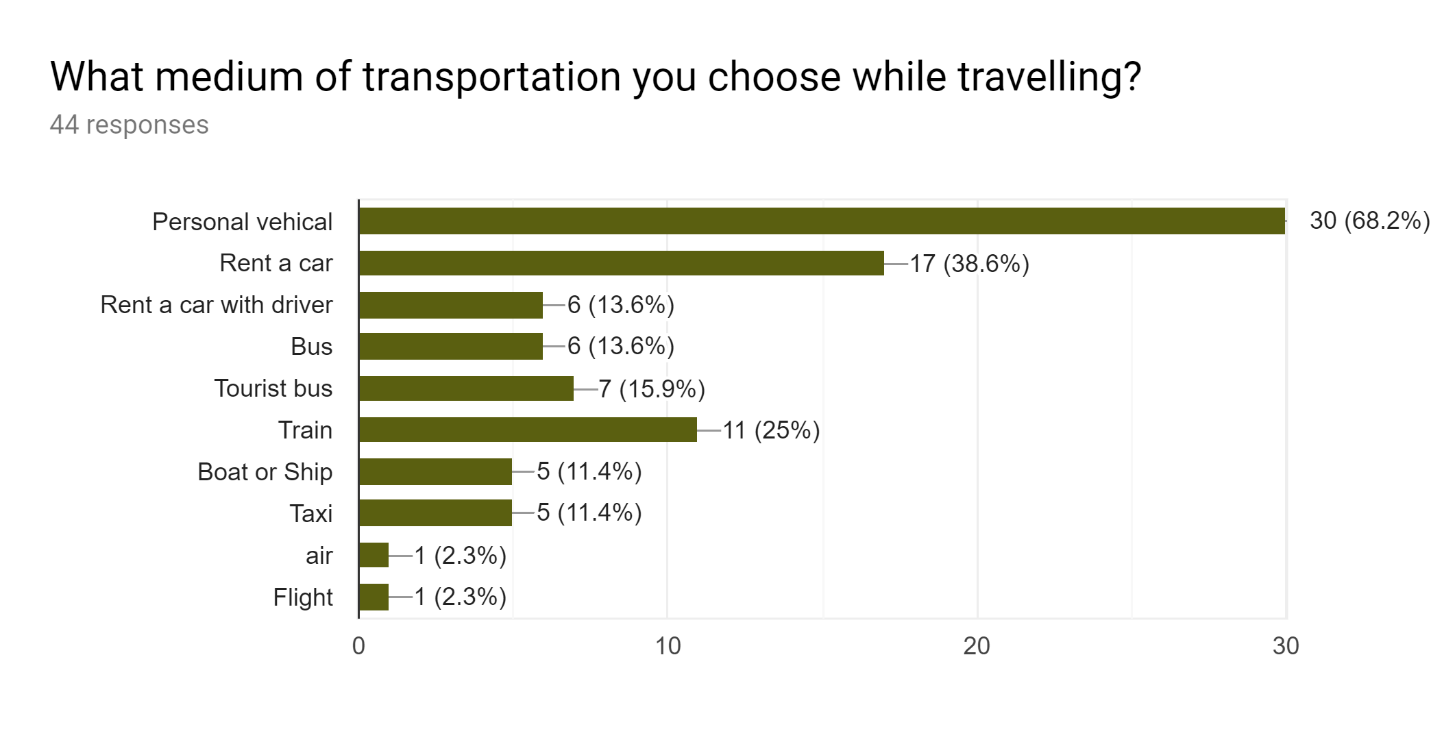 What medium of transportation you choose while travelling?
44 responses
Personal vehical 30 (68.2%)
Rent a car 17 (38.6%)
Rent a car with driver 6 (13.6%)
Bus 6 (13.6%)
Tourist bus 7 (15.9%)
Train 11 (25%)
Boat or Ship 5 (11.4%)
Taxi 5 (11.4%)
air 1 (2.3%)
Flight 1 (2.3%)
0 10 20 30